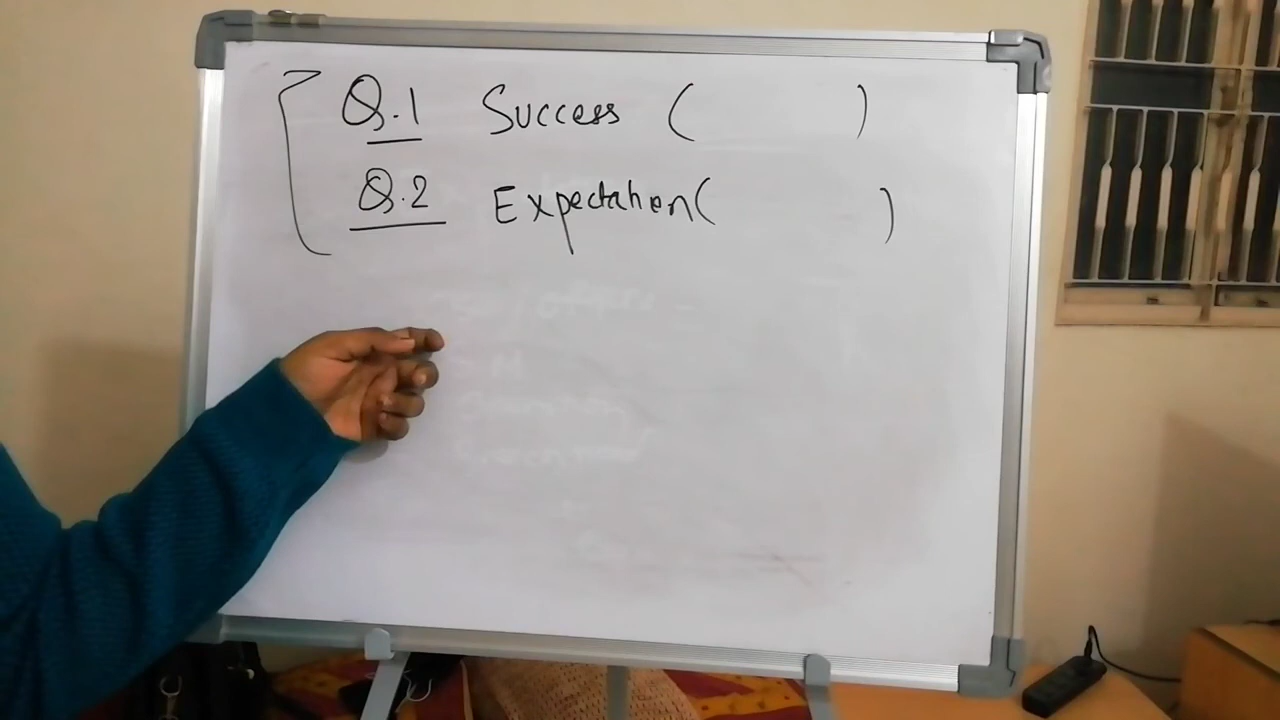 Q.1 Success (          )
Q.2 Expectation (          )